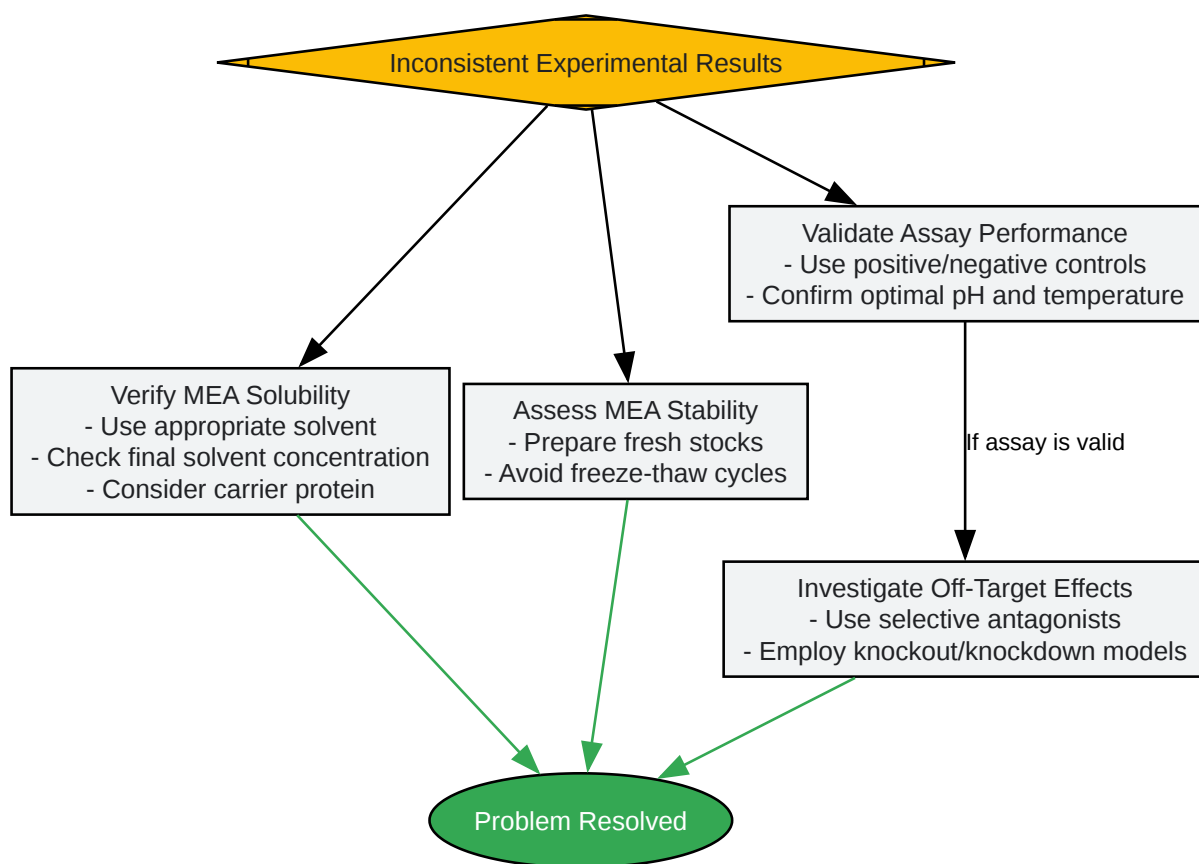 Inconsistent Experimental Results
Validate Assay Performance
- Use positive/negative controls
- Confirm optimal pH and temperature
Verify MEA Solubility
- Use appropriate solvent
- Check final solvent concentration
- Consider carrier protein
Assess MEA Stability
- Prepare fresh stocks
- Avoid freeze-thaw cycles
If assay is valid
Investigate Off-Target Effects
- Use selective antagonists
- Employ knockout/knockdown models
Problem Resolved